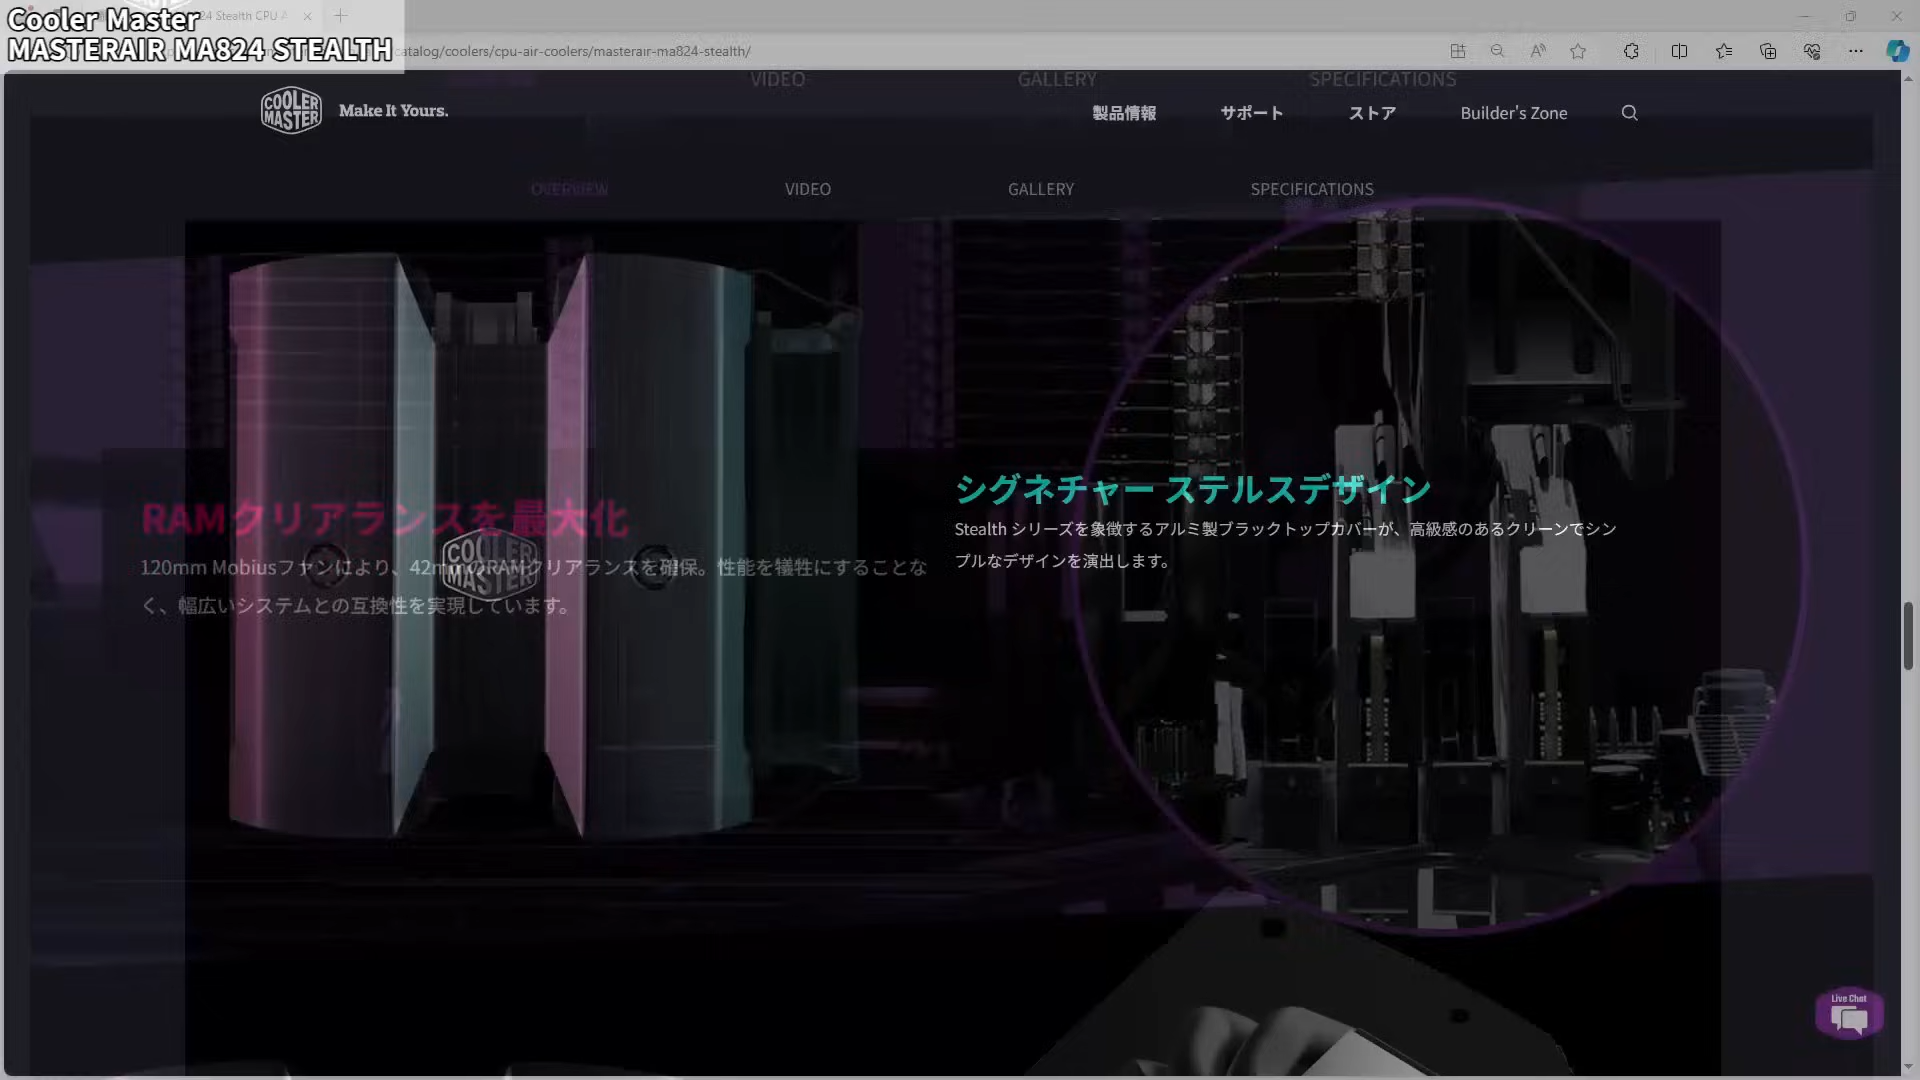 Cooler Master
MASTERAIR MA824 STEALTH
24 Stealth CPU
catalog/coolers/cpu-air-coolers/masterair-ma824-stealth/
VIDEO GALLERY SPECIFICATIONS
COOLER MASTER
Make It Yours.
製品情報 サポート ストア Builder's Zone
OVERVIEW VIDEO GALLERY SPECIFICATIONS
シグネチャー ステルスデザイン
Stealth シリーズを象徴するアルミ製ブラックトップカバーが、高級感のあるクリーンでシン
プルなデザインを演出します。
RAMクリアランスを最大化
120mm Mobiusファンにより、42mmのRAMクリアランスを確保。性能を犠牲にすることな
く、幅広いシステムとの互換性を実現しています。
COOLER MASTER
Live Chat